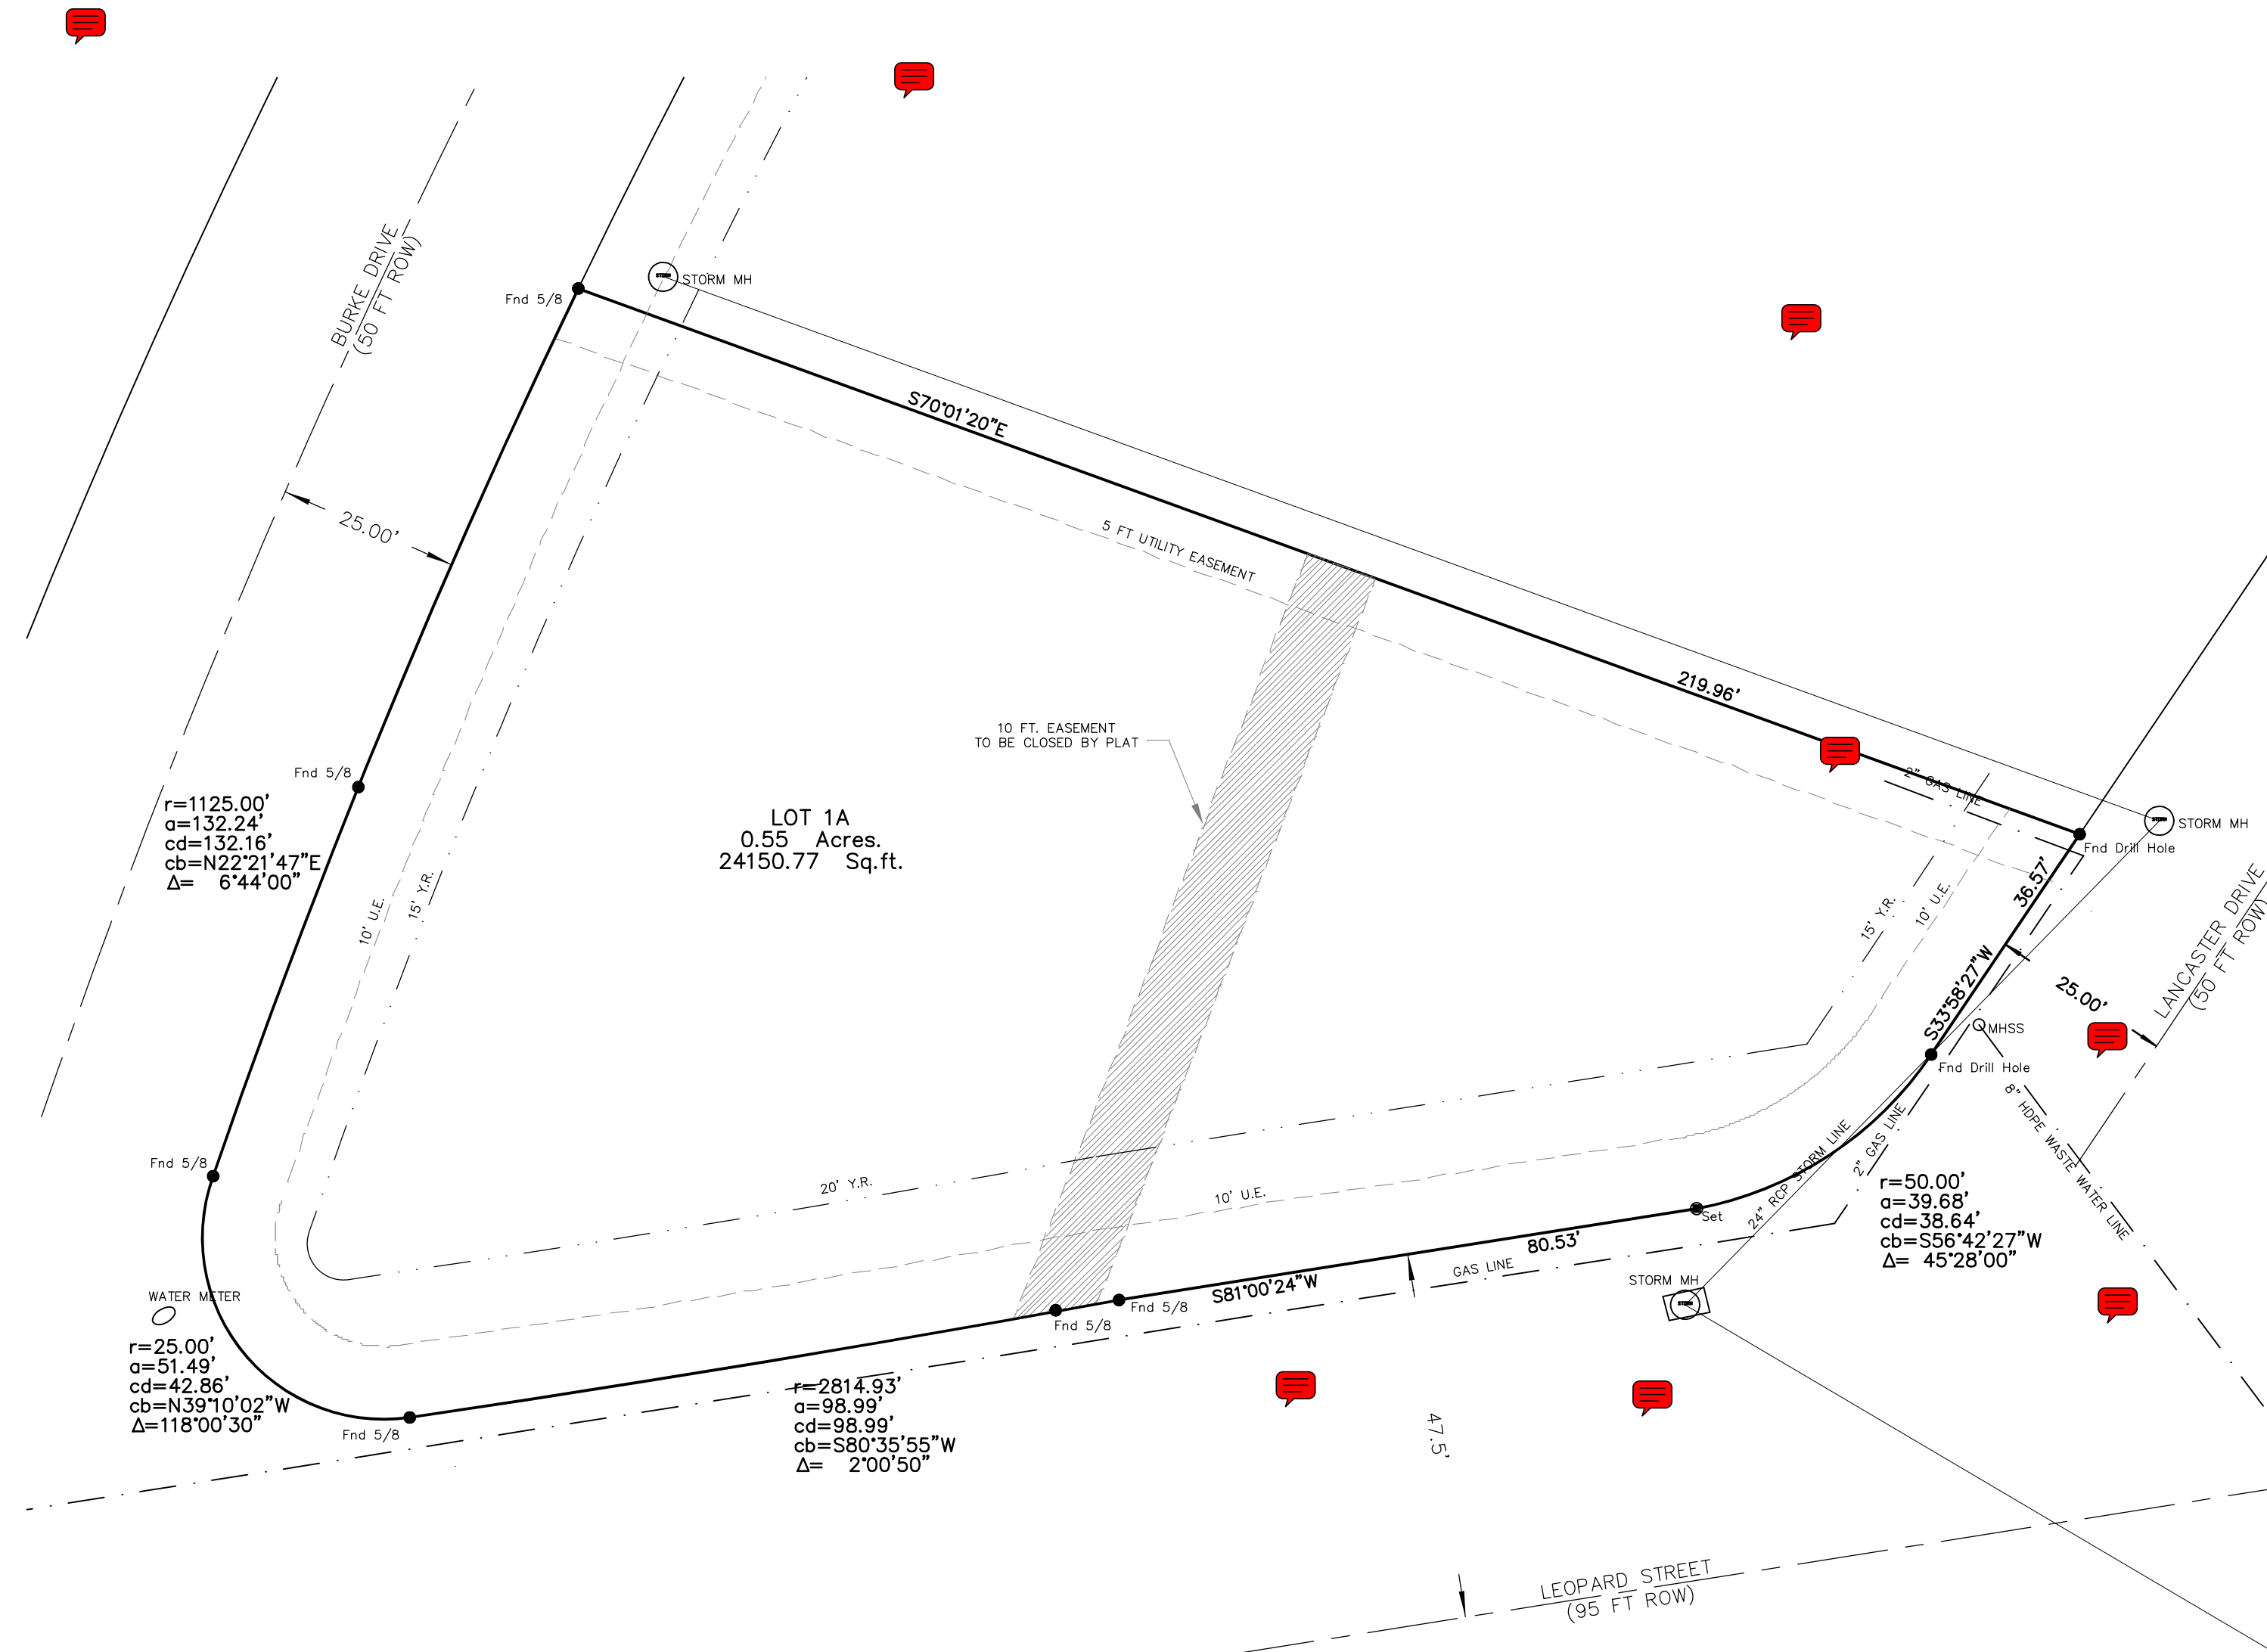 BURKE DRIVE
(50 FT ROW)
STORM
STORM MH
Fnd 5/8
S70°01'20"E
25.00'
5 FT UTILITY EASEMENT
219.96'
10 FT. EASEMENT
TO BE CLOSED BY PLAT
2" GAS LINE
Fnd 5/8
r=1125.00'
a=132.24'
cd=132.16'
cb=N22°21'47"E
Δ= 6°44'00"
LOT 1A
0.55 Acres.
24150.77 Sq.ft.
STORM
STORM MH
Fnd Drill Hole
36.57'
10' U.E.
15' Y.R.
15' Y.R.
10' U.E.
LANCASTER DRIVE
(50 FT ROW)
S33°58'27"W
25.00'
MHSS
Fnd Drill Hole
8" HDPE WASTE WATER LINE
Fnd 5/8
20' Y.R.
10' U.E.
24" RCP STORM LINE
2" GAS LINE
r=50.00'
a=39.68'
cd=38.64'
cb=S56°42'27"W
Δ= 45°28'00"
Set
80.53'
GAS LINE
S81°00'24"W
STORM MH
STORM
WATER METER
Fnd 5/8
Fnd 5/8
r=25.00'
a=51.49'
cd=42.86'
cb=N39°10'02"W
Δ=118°00'30"
Fnd 5/8
r=2814.93'
a=98.99'
cd=98.99'
cb=S80°35'55"W
Δ= 2°00'50"
47.5'
LEOPARD STREET
(95 FT ROW)